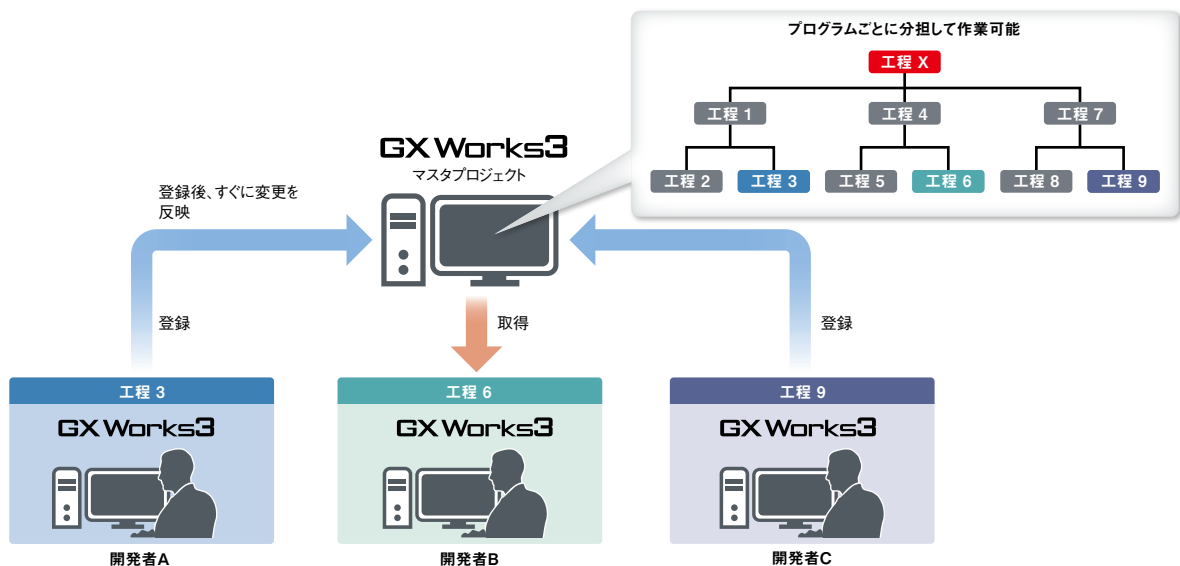 プログラムごとに分担して作業可能
工程 X
工程 1
工程 4
工程 7
工程 2
工程 3
工程 5
工程 6
工程 8
工程 9
GX Works3
マスタプロジェクト
登録後、すぐに変更を
反映
登録
取得
登録
工程 3
GX Works3
開発者A
工程 6
GX Works3
開発者B
工程 9
GX Works3
開発者C